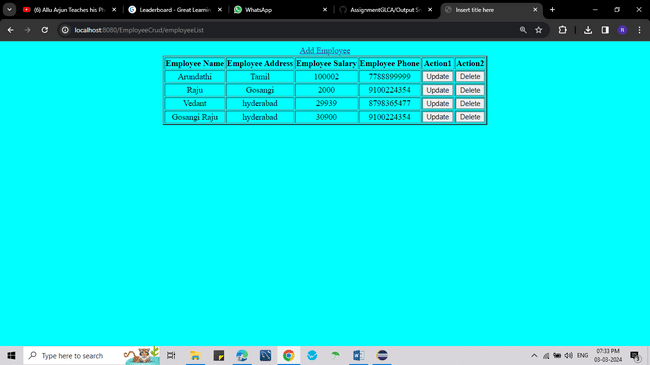 (6) Allu Arjun Teaches his Ph
Leaderboard - Great Learnin
WhatsApp
AssignmentGLCA/Output Sn
Insert title here
localhost:8080/EmployeeCrud/employeeList
R
Add Employee
Employee Name Employee Address Employee Salary Employee Phone Action1 Action2
Arundathi Tamil 100002 7788899999 Update Delete
Raju Gosangi 2000 9100224354 Update Delete
Vedant hyderabad 29939 8798365477 Update Delete
Gosangi Raju hyderabad 30900 9100224354 Update Delete
Type here to search
ENG
07:33 PM
03-03-2024